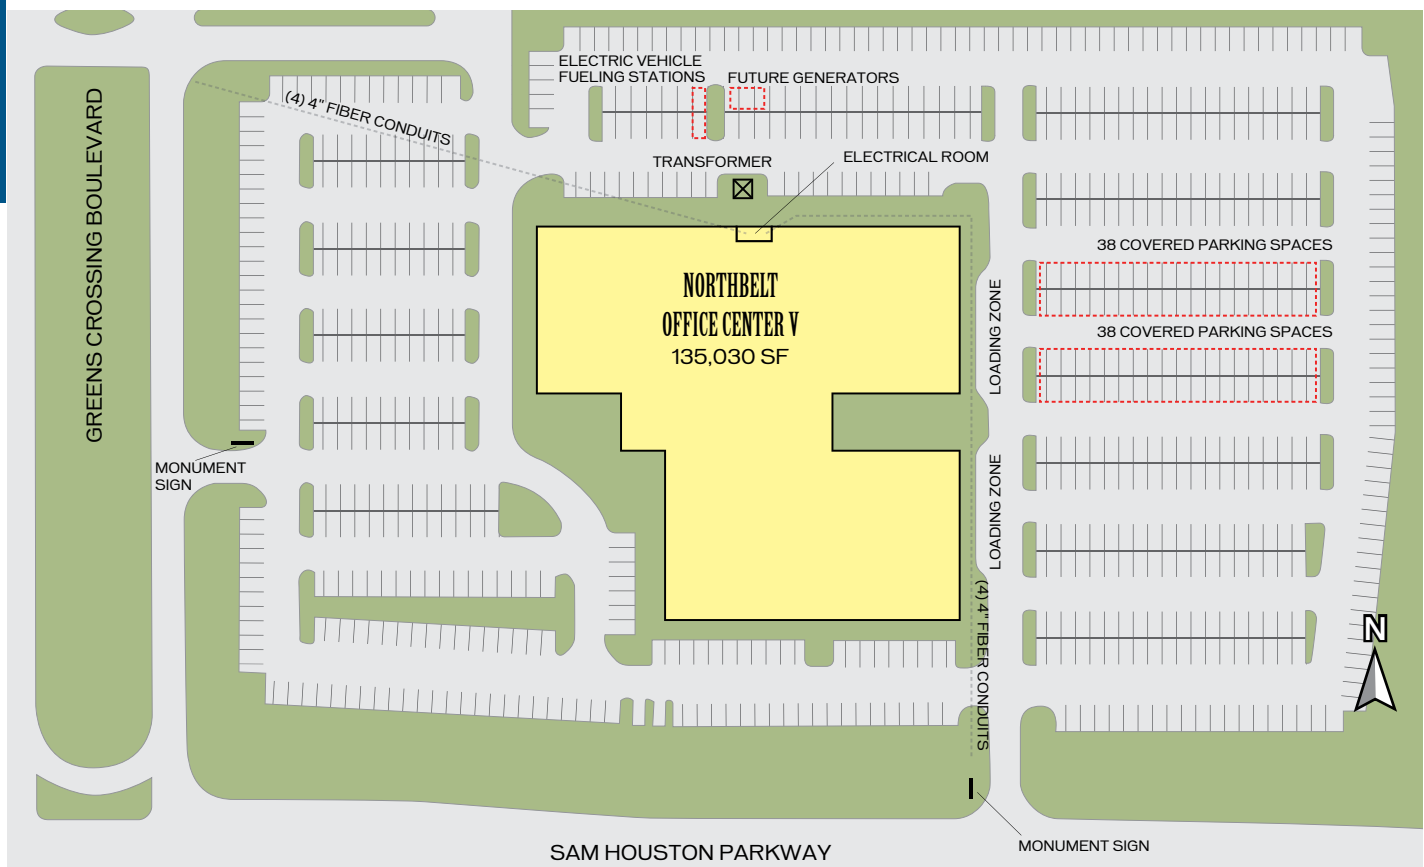 ELECTRIC VEHICLE
FUELING STATIONS
FUTURE GENERATORS
(4) 4" FIBER CONDUITS
TRANSFORMER
ELECTRICAL ROOM
GREENS CROSSING BOULEVARD
38 COVERED PARKING SPACES
NORTHBELT
OFFICE CENTER V
135,030 SF
LOADING ZONE
38 COVERED PARKING SPACES
MONUMENT
SIGN
LOADING ZONE
(4) 4" FIBER CONDUITS
N
MONUMENT SIGN
SAM HOUSTON PARKWAY